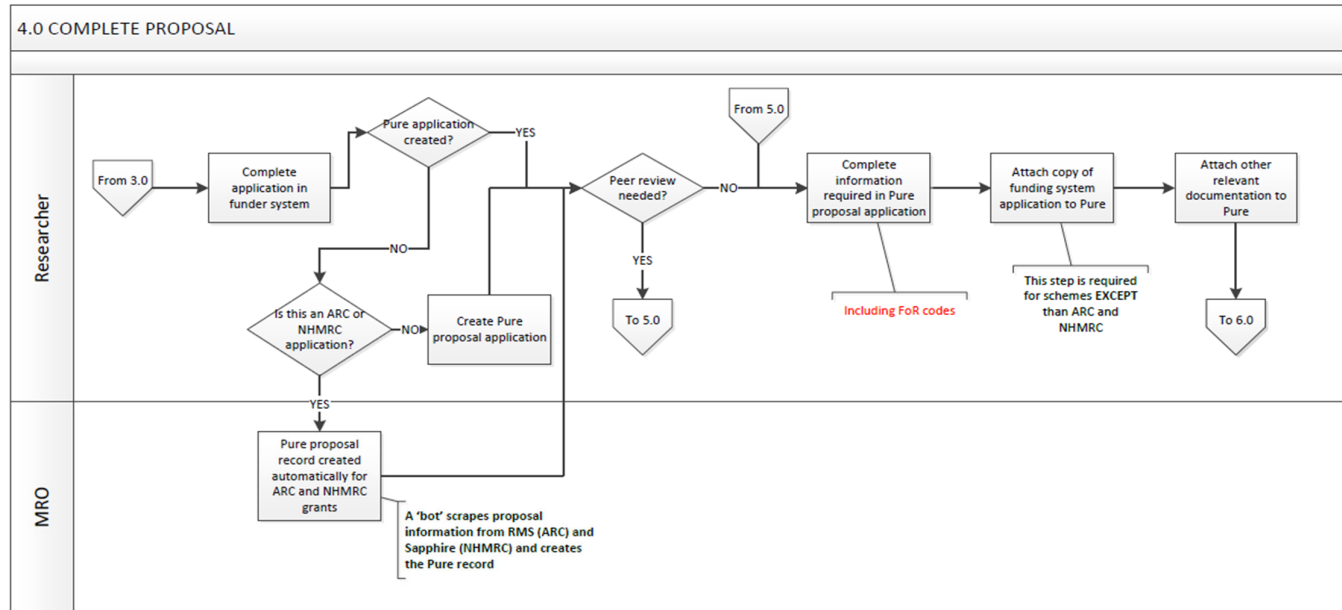 4.0 COMPLETE PROPOSAL
Researcher
From 3.0
Complete
application in
funder system
Pure application
created?
YES
NO
Is this an ARC or
NHMRC
application?
NO
Create Pure
proposal application
YES
Peer review
needed?
NO
YES
To 5.0
From 5.0
Complete
information
required in Pure
proposal application
Including FoR codes
Attach copy of
funding system
application to Pure
This step is required
for schemes EXCEPT
than ARC and
NHMRC
Attach other
relevant
documentation to
Pure
To 6.0
MRO
Pure proposal
record created
automatically for
ARC and NHMRC
grants
A 'bot' scrapes proposal
information from RMS (ARC) and
Sapphire (NHMRC) and creates
the Pure record